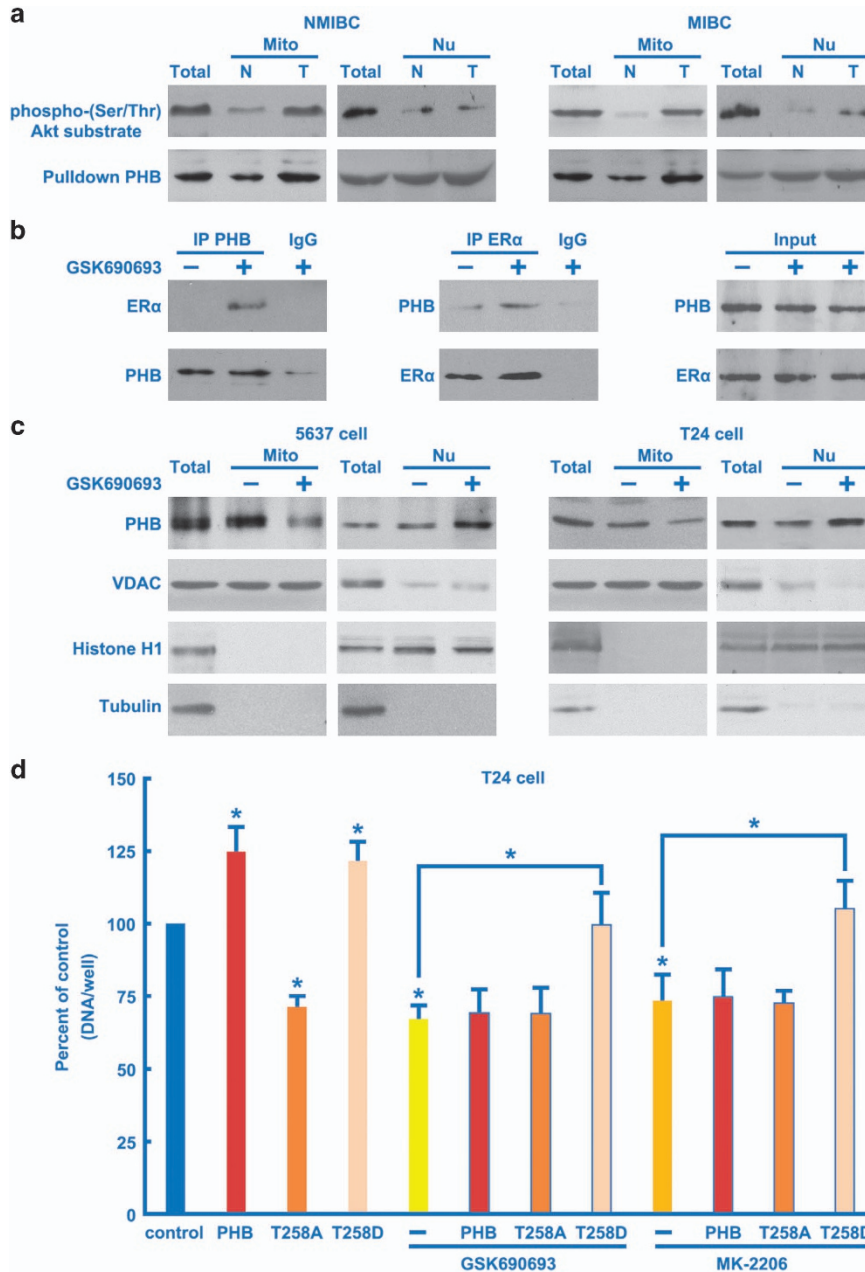 a
NMIBC
MIBC
Mito
Nu
Mito
Nu
Total N T Total N T Total N T Total N T
phospho-(Ser/Thr)
Akt substrate
Pulldown PHB
b
IP PHB IgG
IP ERα IgG
Input
GSK690693 − + + − + + − + +
ERα
PHB
PHB
PHB
ERα
ERα
c
5637 cell
T24 cell
Total Mito Total Nu Total Mito Total Nu
GSK690693 − + − + − + − +
PHB
VDAC
Histone H1
Tubulin
d
T24 cell
Percent of control
(DNA/well)
150
125
100
75
50
25
0
* * * * * * *
control PHB T258A T258D − PHB T258A T258D − PHB T258A T258D
GSK690693
MK-2206